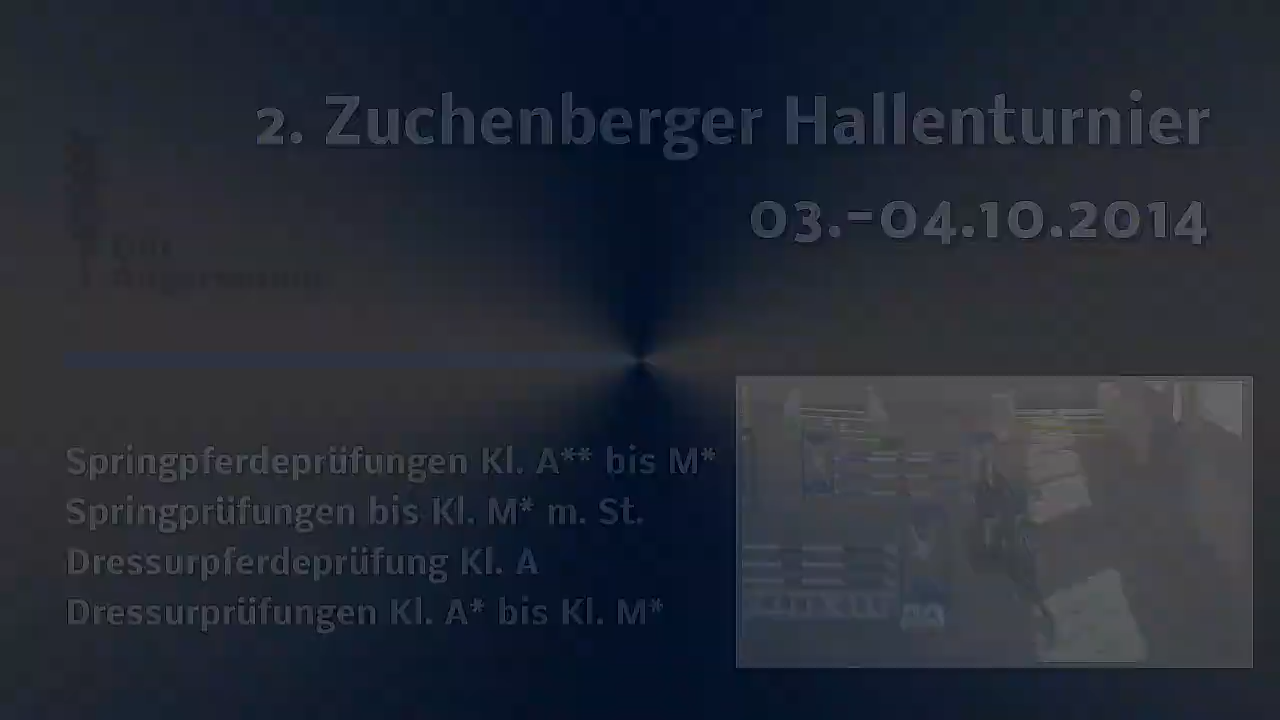 2. Zuchenberger Hallenturnier
03.-04.10.2014
Springpferdeprüfungen Kl. A** bis M*
Springprüfungen bis Kl. M* m. St.
Dressurpferdeprüfung Kl. A
Dressurprüfungen Kl. A* bis Kl. M*